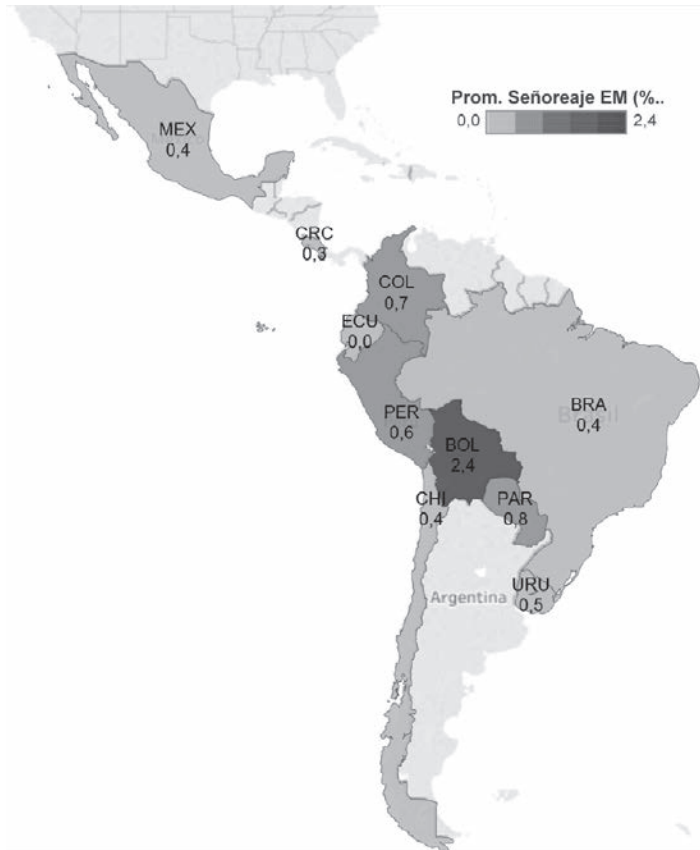 Prom. Señoreaje EM (%..
0,0 2,4
MEX
0,4
CRC
0,3
COL
0,7
ECU
0,0
PER
0,6
BRA
Brasil
0,4
BOL
2,4
CHI
0,4
PAR
0,8
URU
0,5
Argentina